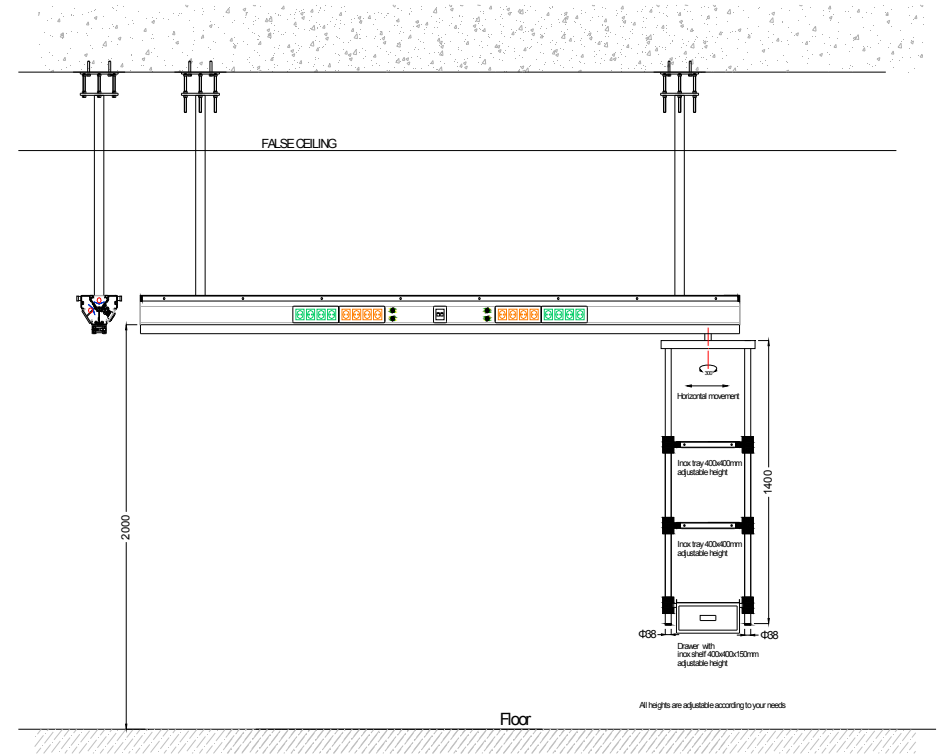 FALSE CEILING
300°
Horizontal movement
Inox tray 400x400mm
adjustable height
1400
2000
Inox tray 400x400mm
adjustable height
Φ38
Φ38
Drawer with
inox shelf 400x400x150mm
adjustable height
All heights are adjustable according to your needs
Floor